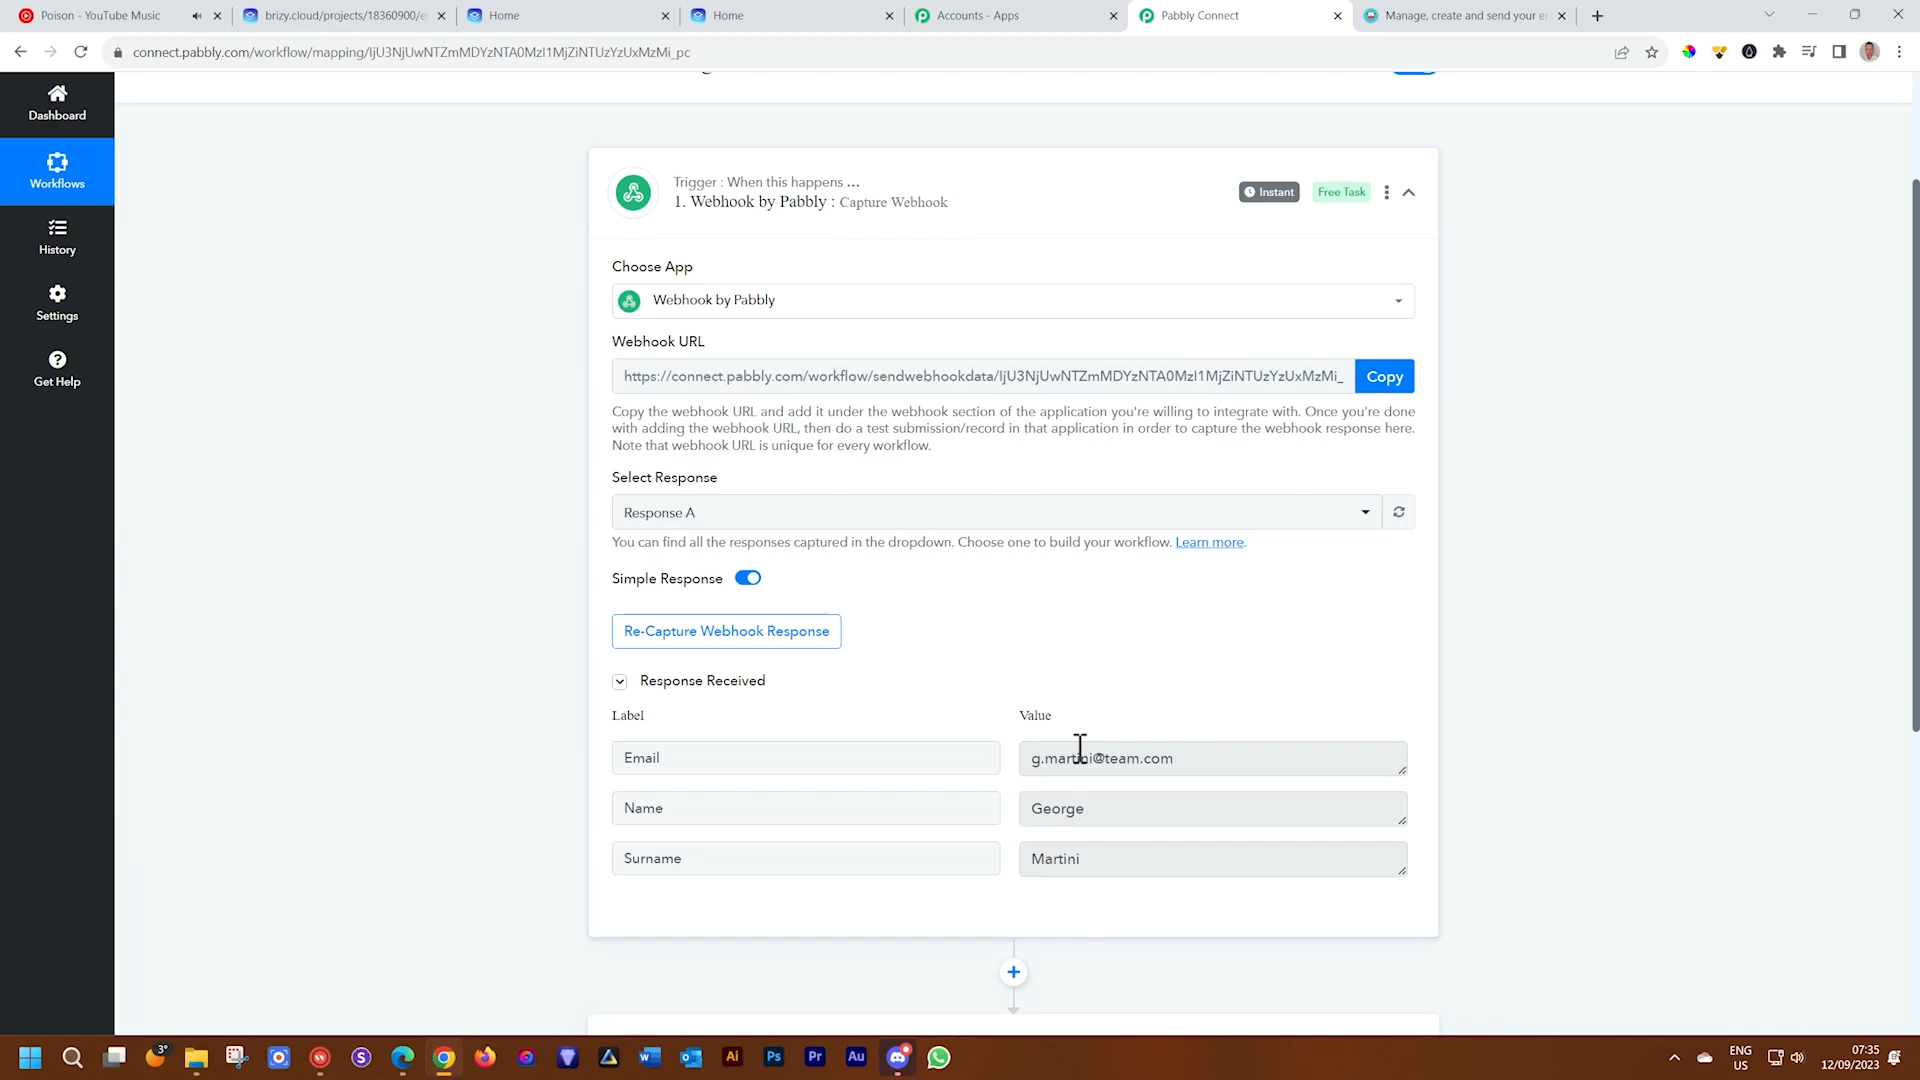 Poison - YouTube Music
brizy.cloud/projects/18360900/e
Home
Home
Accounts - Apps
Pabbly Connect
Manage, create and send your e
connect.pabbly.com/workflow/mapping/IjU3NjUwNTZmMDYzNTA0MzI1MjZiNTUzYzUxMzMi_pc
Dashboard
Workflows
History
Settings
Get Help
Trigger : When this happens ...
1. Webhook by Pabbly : Capture Webhook
Instant
Free Task
Choose App
Webhook by Pabbly
Webhook URL
https://connect.pabbly.com/workflow/sendwebhookdata/IjU3NjUwNTZmMDYzNTA0MzI1MjZiNTUzYzUxMzMi_
Copy
Copy the webhook URL and add it under the webhook section of the application you're willing to integrate with. Once you're done
with adding the webhook URL, then do a test submission/record in that application in order to capture the webhook response here.
Note that webhook URL is unique for every workflow.
Select Response
Response A
You can find all the responses captured in the dropdown. Choose one to build your workflow. Learn more.
Simple Response
Re-Capture Webhook Response
Response Received
Label
Value
Email
g.martini@team.com
Name
George
Surname
Martini
3°
S
W
Ai
Ps
Pr
Au
ENG
US
07:35
12/09/2023